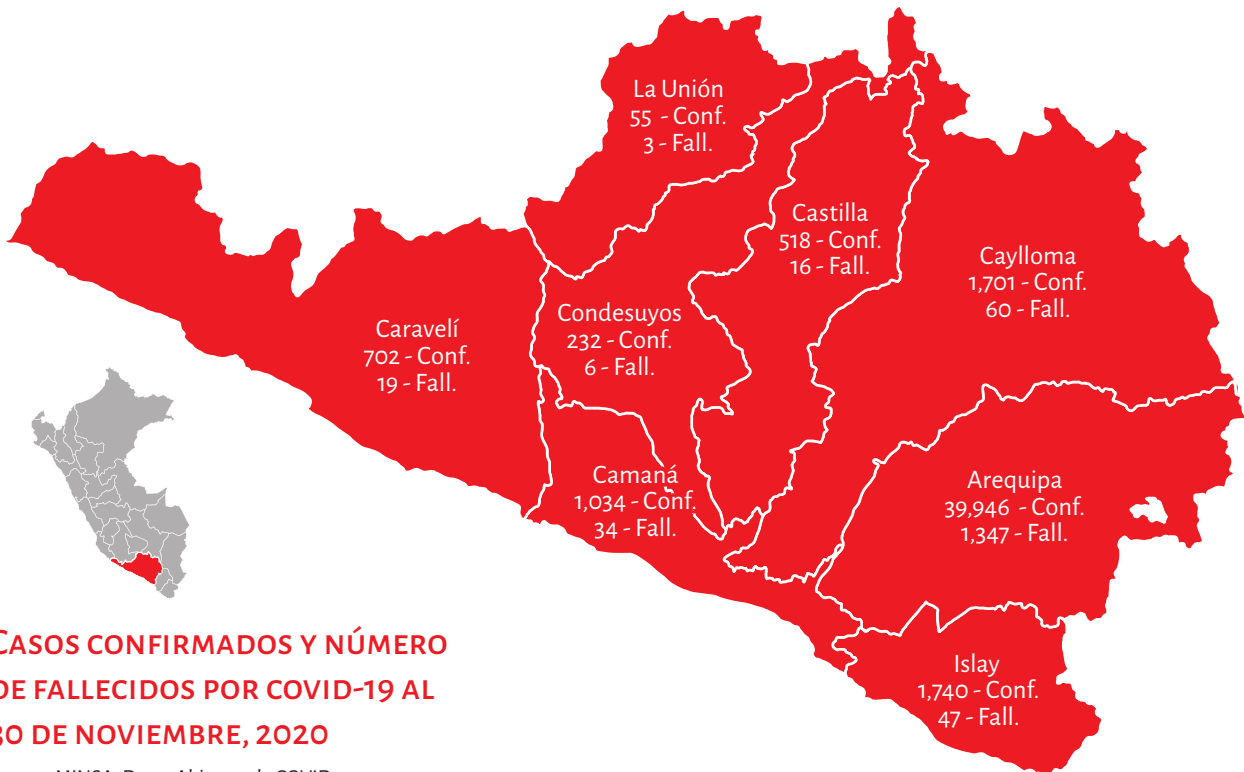 La Unión
55 - Conf.
3 - Fall.
Castilla
518 - Conf.
16 - Fall.
Caylloma
1,701 - Conf.
60 - Fall.
Caravelí
702 - Conf.
19 - Fall.
Condesuyos
232 - Conf.
6 - Fall.
Camaná
1,034 - Conf.
34 - Fall.
Arequipa
39,946 - Conf.
1,347 - Fall.
Islay
1,740 - Conf.
47 - Fall.
CASOS CONFIRMADOS Y NÚMERO
DE FALLECIDOS POR COVID-19 AL
30 DE NOVIEMBRE, 2020